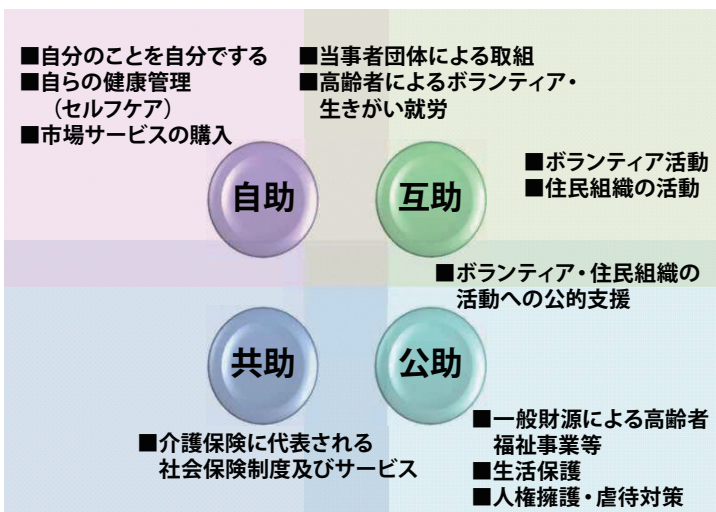 ■自分のことを自分でする
■自らの健康管理
（セルフケア）
■市場サービスの購入
■当事者団体による取組
■高齢者によるボランティア・
生きがい就労
■ボランティア活動
■住民組織の活動
自助
互助
■ボランティア・住民組織の
活動への公的支援
共助
公助
■介護保険に代表される
社会保険制度及びサービス
■一般財源による高齢者
福祉事業等
■生活保護
■人権擁護・虐待対策